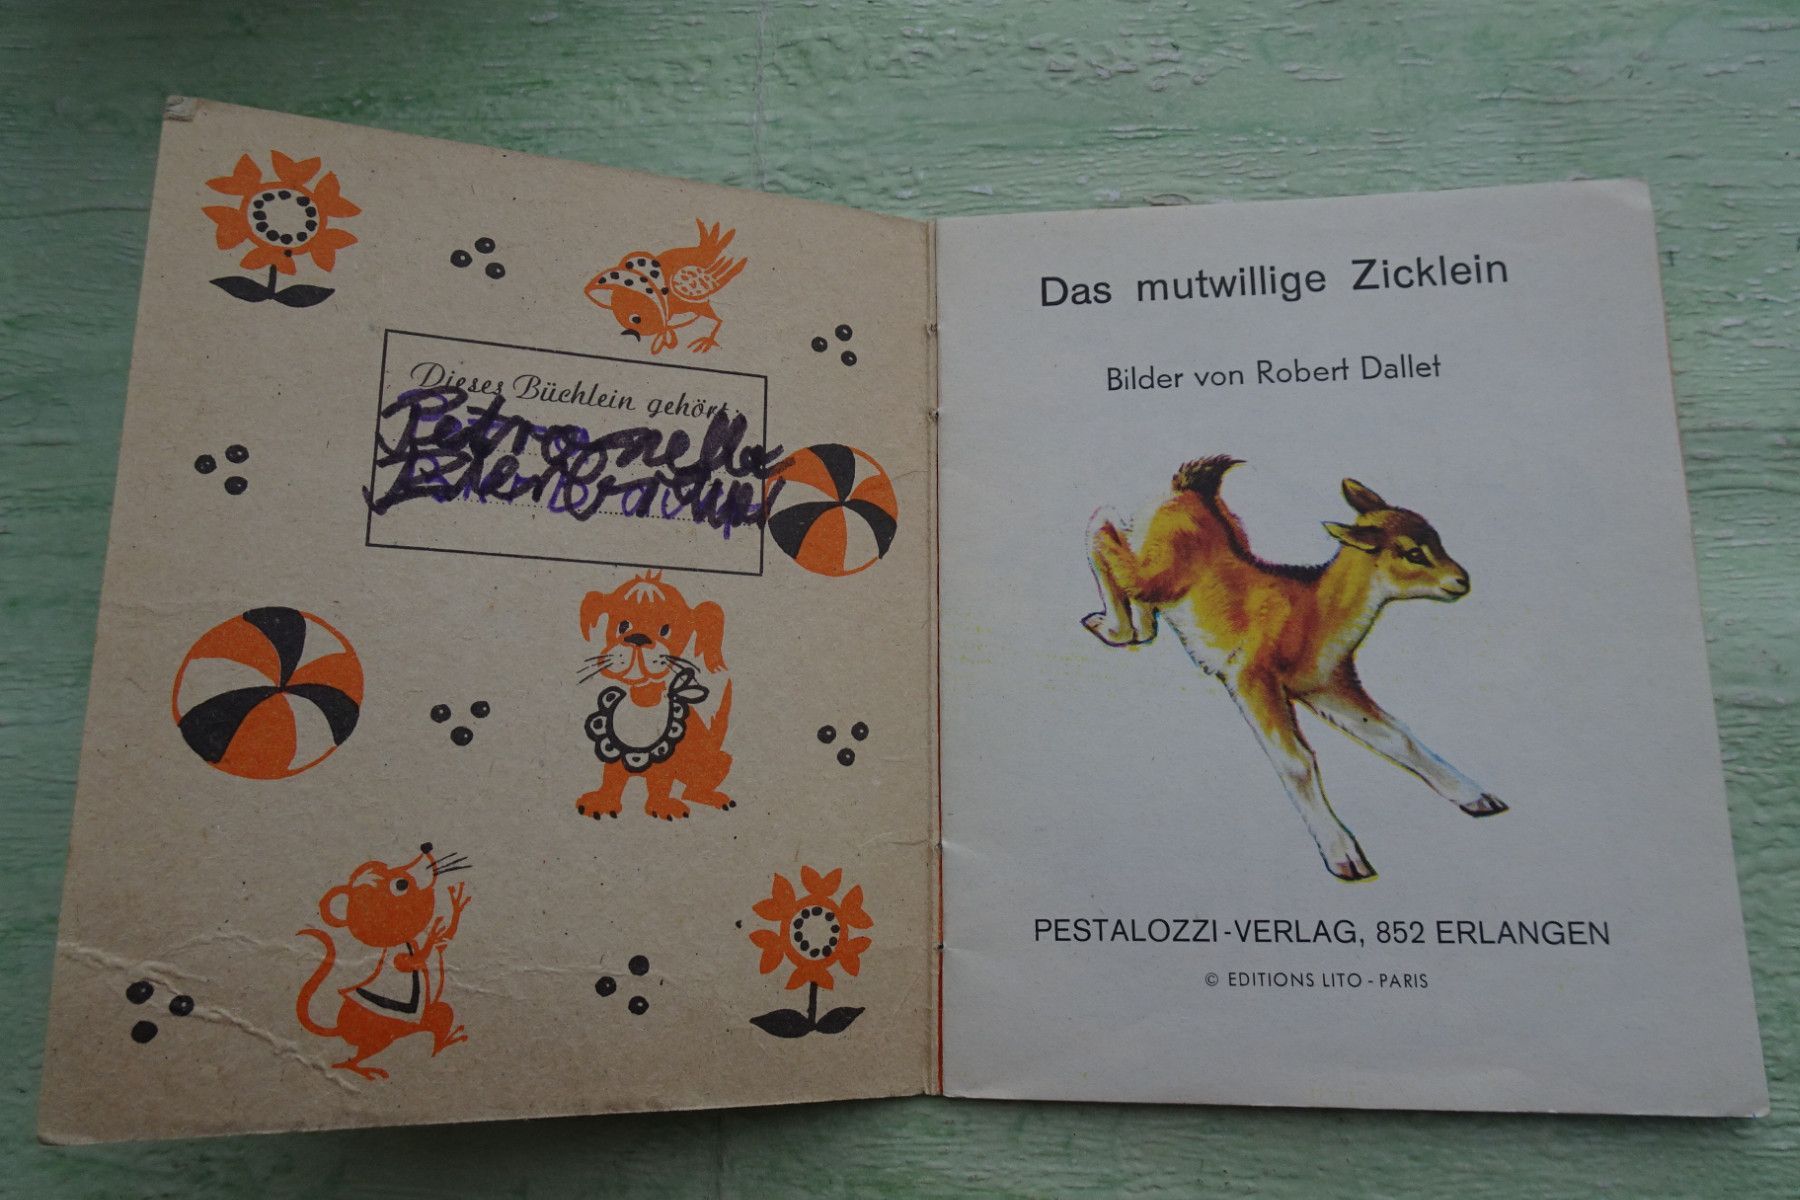 Dieses Büchlein gehört:
Petronella
Das mutwillige Zicklein
Bilder von Robert Dallet
PESTALOZZI-VERLAG, 852 ERLANGEN
© EDITIONS LITO - PARIS